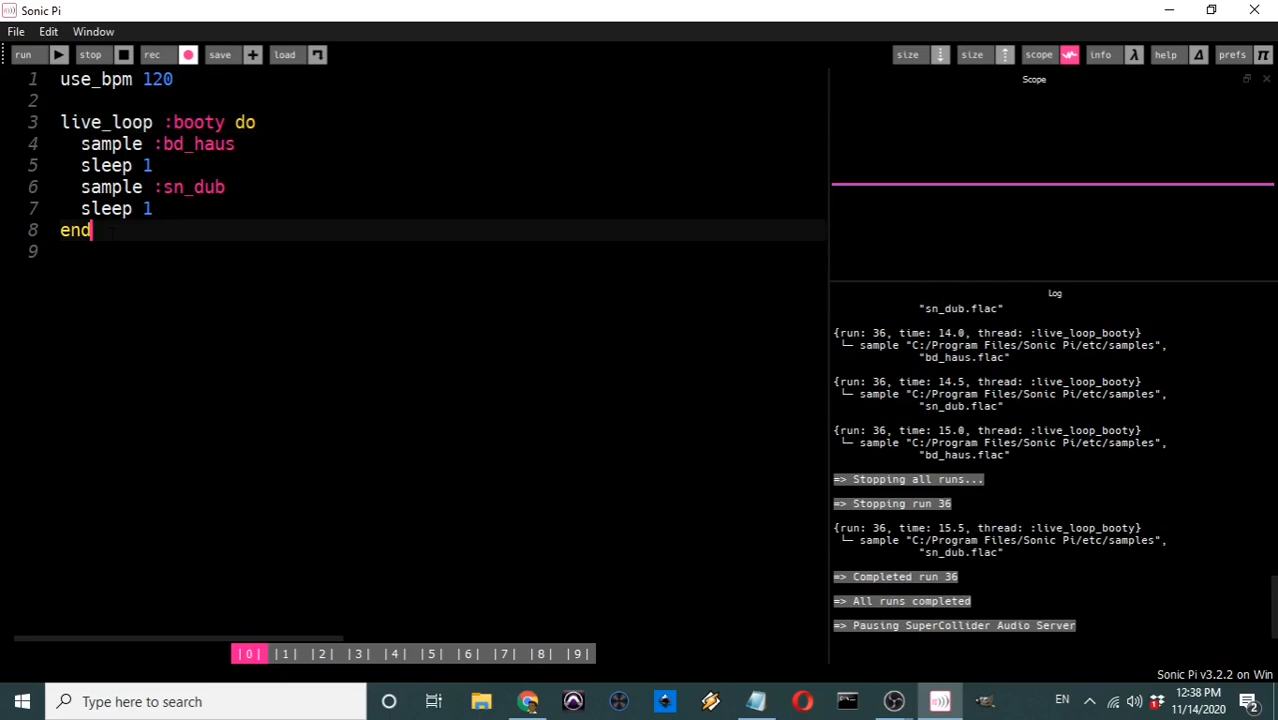 Sonic Pi
File Edit Window
run stop rec save load size size scope info help prefs
1 use_bpm 120
2
3 live_loop :booty do
4 sample :bd_haus
5 sleep 1
6 sample :sn_dub
7 sleep 1
8 end
9
Scope
Log
"sn_dub.flac"
{run: 36, time: 14.0, thread: :live_loop_booty}
└─ sample "C:/Program Files/Sonic Pi/etc/samples",
"bd_haus.flac"
{run: 36, time: 14.5, thread: :live_loop_booty}
└─ sample "C:/Program Files/Sonic Pi/etc/samples",
"sn_dub.flac"
{run: 36, time: 15.0, thread: :live_loop_booty}
└─ sample "C:/Program Files/Sonic Pi/etc/samples",
"bd_haus.flac"
=> Stopping all runs...
=> Stopping run 36
{run: 36, time: 15.5, thread: :live_loop_booty}
└─ sample "C:/Program Files/Sonic Pi/etc/samples",
"sn_dub.flac"
=> Completed run 36
=> All runs completed
=> Pausing SuperCollider Audio Server
|0| |1| |2| |3| |4| |5| |6| |7| |8| |9|
Sonic Pi v3.2.2 on Win
Type here to search
EN
12:38 PM
11/14/2020
2